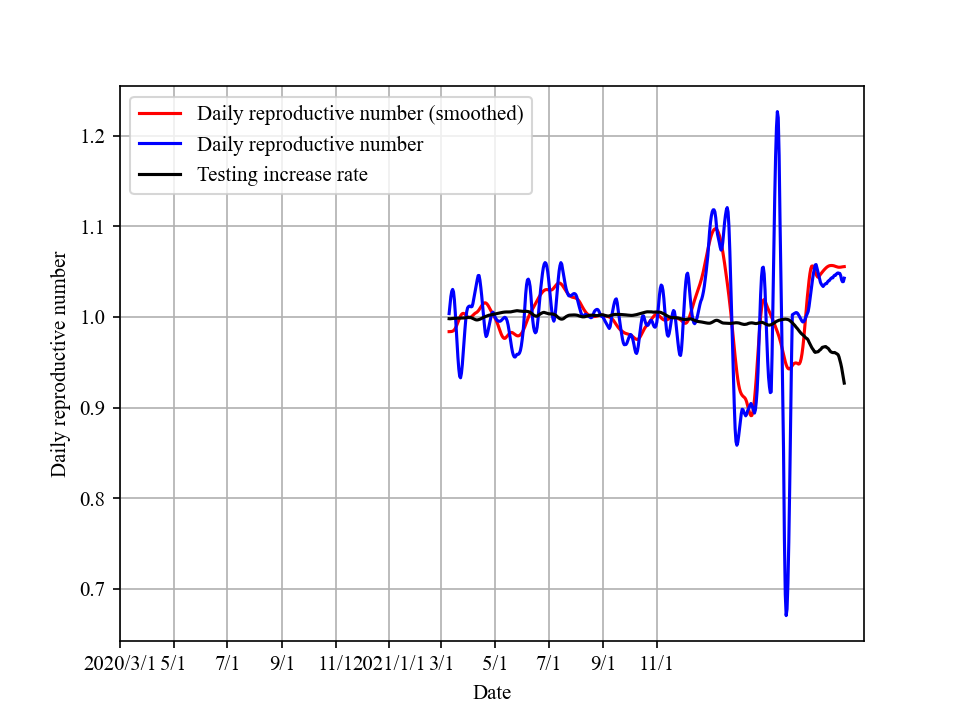 Daily reproductive number (smoothed)
Daily reproductive number
Testing increase rate
Daily reproductive number
1.2
1.1
1.0
0.9
0.8
0.7
2020/3/1 5/1 7/1 9/1 11/1 2021/1/1 3/1 5/1 7/1 9/1 11/1
Date